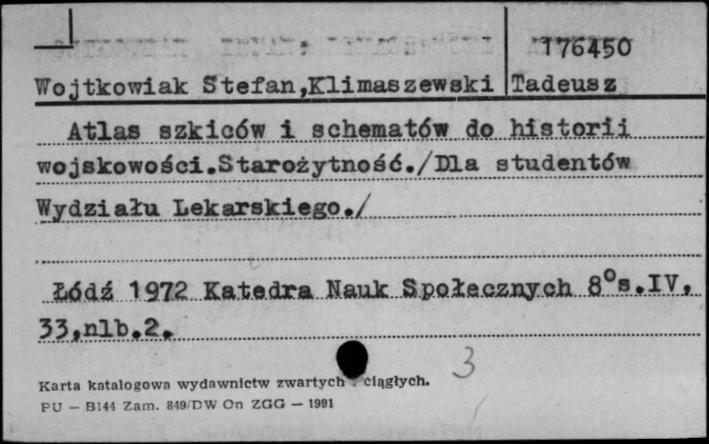 176450
Wojtkowiak Stefan,Klimaszewski Tadeusz
Atlas szkiców i schematów do historii
wojskowości.Starożytność./Dla studentów
Wydziału Lekarskiego./
Łódź 1972 Katedra Nauk Społecznych 8°s.IV,
33,nlb.2.
3
Karta katalogowa wydawnictw zwartych i ciągłych.
PU — B144 Zam. 849/DW On ZGG — 1991